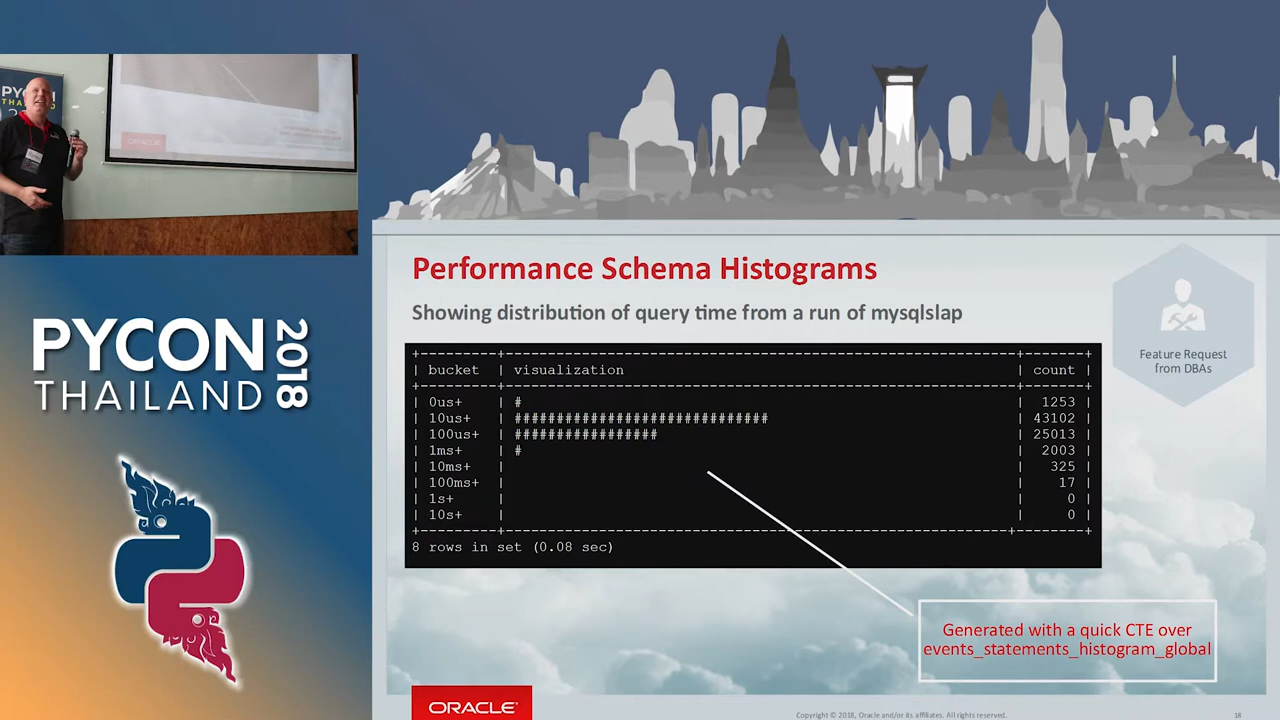 PYCON
THAILAND
2018
Performance Schema Histograms
Showing distribution of query time from a run of mysqlslap
Feature Request
from DBAs
+----------+-------------------------------------------------------------+-------+
| bucket | visualization | count |
+----------+-------------------------------------------------------------+-------+
| 0us+ | # | 1253 |
| 10us+ | ############################## | 43102 |
| 100us+ | ################# | 25013 |
| 1ms+ | # | 2003 |
| 10ms+ | | 325 |
| 100ms+ | | 17 |
| 1s+ | | 0 |
| 10s+ | | 0 |
+----------+-------------------------------------------------------------+-------+
8 rows in set (0.08 sec)
Generated with a quick CTE over
events_statements_histogram_global
ORACLE
Copyright © 2018, Oracle and/or its affiliates. All rights reserved.
18